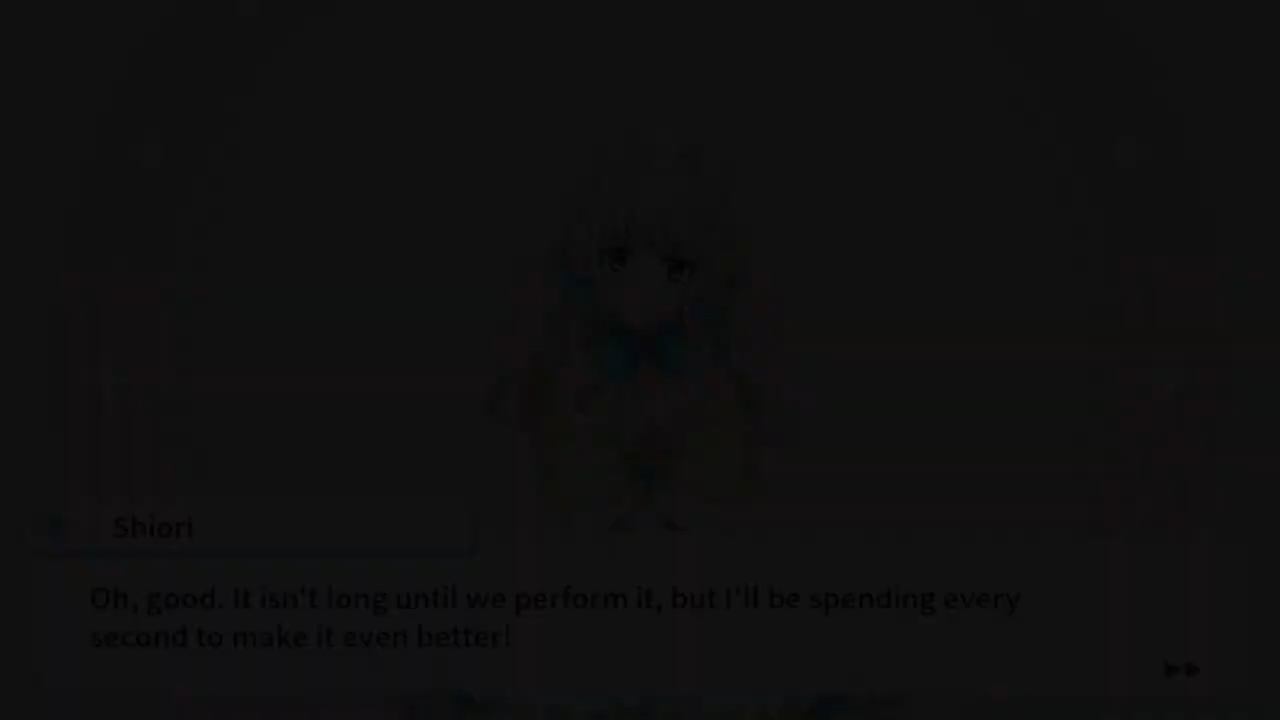 Shiori
Oh, good. It isn't long until we perform it, but I'll be spending every
second to make it even better!